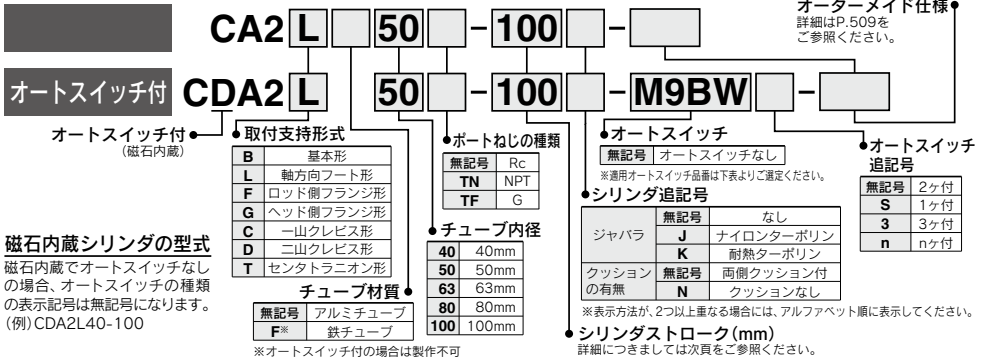 CA2 L 50 - 100 -
オーダーメイド仕様
詳細はP.509を
ご参照ください。
オートスイッチ付 CDA2 L 50 - 100 - M9BW -
オートスイッチ付
(磁石内蔵)
取付支持形式
B 基本形
L 軸方向フート形
F ロッド側フランジ形
G ヘッド側フランジ形
C 一山クレビス形
D 二山クレビス形
T センタトラニオン形
磁石内蔵シリンダの型式
磁石内蔵でオートスイッチなし
の場合、オートスイッチの種類
の表示記号は無記号になります。
(例)CDA2L40-100
チューブ材質
無記号 アルミチューブ
F※ 鉄チューブ
※オートスイッチ付の場合は製作不可
ポートねじの種類
無記号 Rc
TN NPT
TF G
チューブ内径
40 40mm
50 50mm
63 63mm
80 80mm
100 100mm
オートスイッチ
無記号 オートスイッチなし
※適用オートスイッチ品番は下表よりご選定ください。
シリンダ追記号
ジャバラ 無記号 なし
J ナイロンターポリン
K 耐熱ターポリン
クッションの有無 無記号 両側クッション付
N クッションなし
※表示方法が、2つ以上重なる場合には、アルファベット順に表示してください。
シリンダストローク(mm)
詳細につきましては次頁をご参照ください。
オートスイッチ
追記号
無記号 2ヶ付
S 1ヶ付
3 3ヶ付
n nヶ付